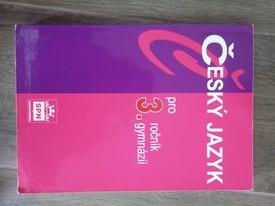 ČESKÝ JAZYK
pro
3. ročník
gymnázií
SPN